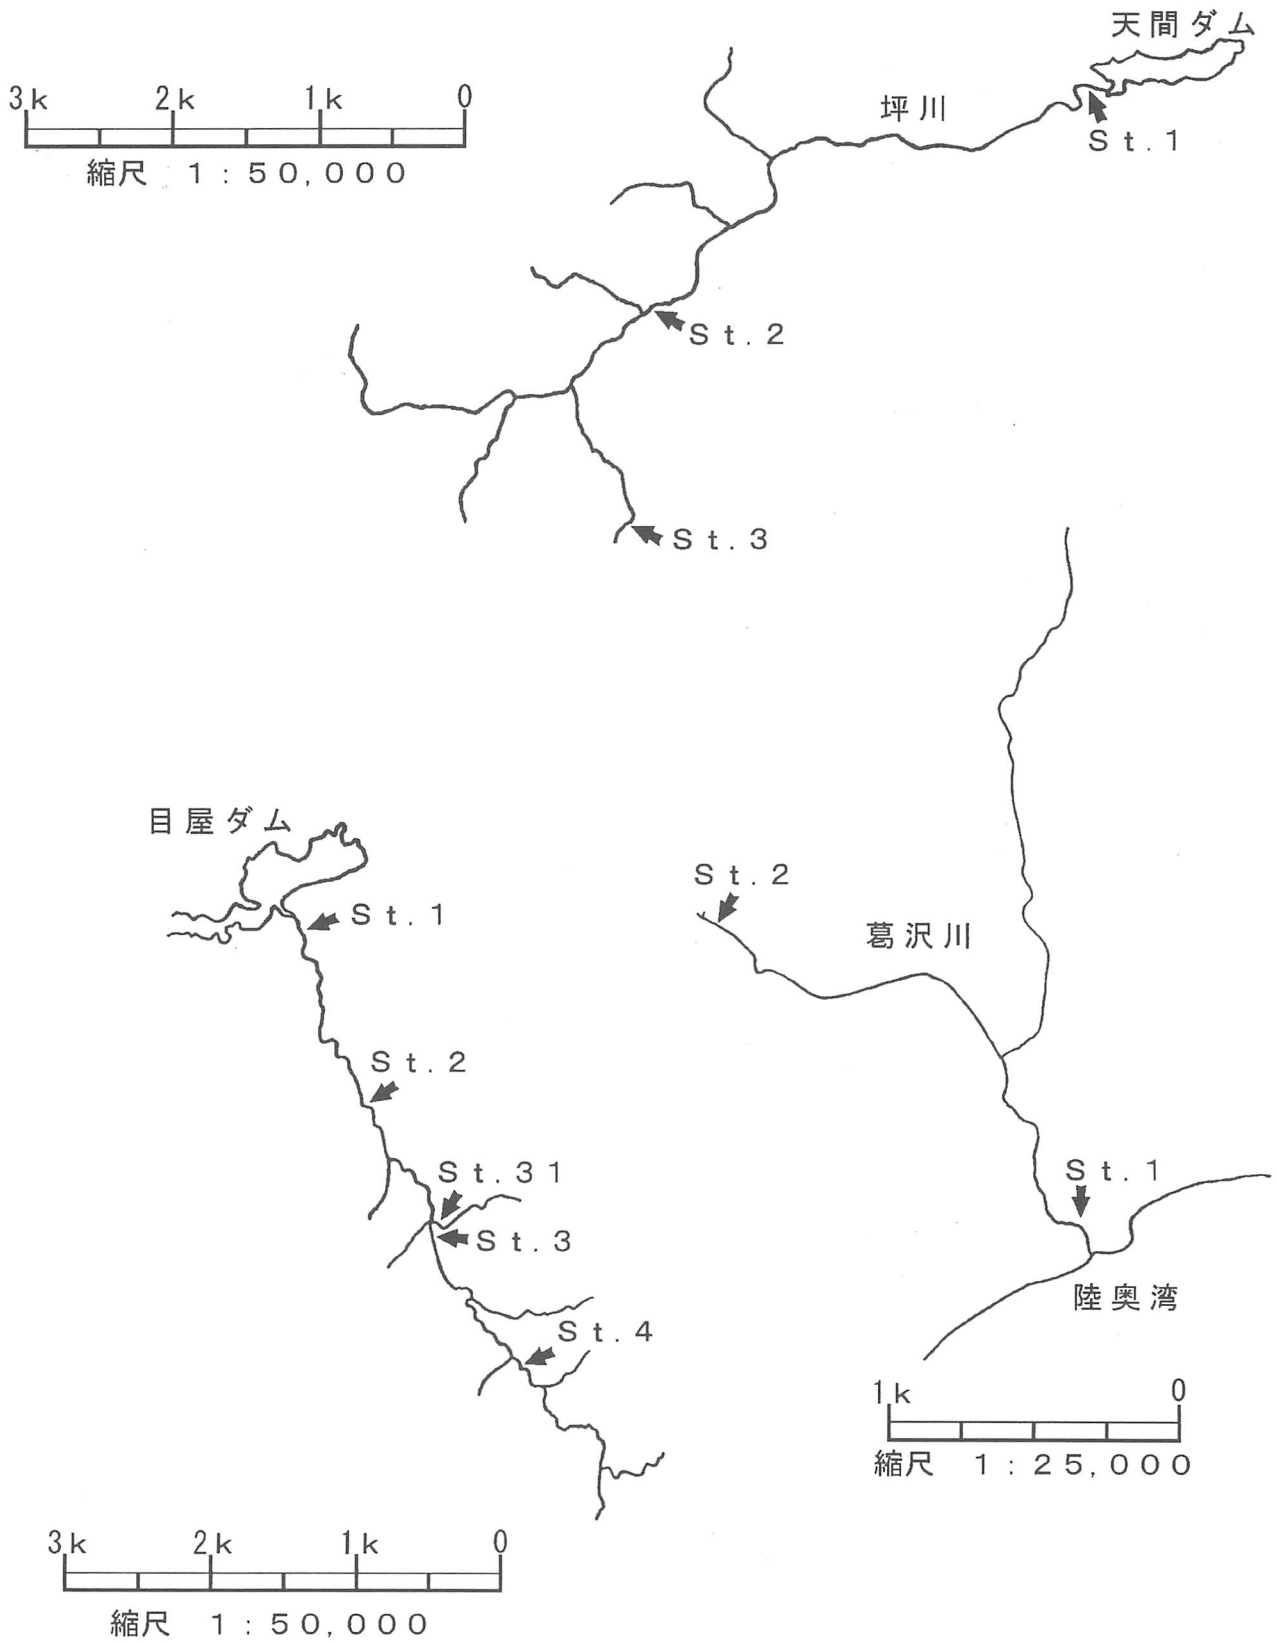 天間ダム
3k 2k 1k 0
坪川
St.1
縮尺 1:50,000
St.2
St.3
目屋ダム
St.2
St.1
葛沢川
St.2
St.31
St.1
St.3
陸奥湾
St.4
1k 0
縮尺 1:25,000
3k 2k 1k 0
縮尺 1:50,000